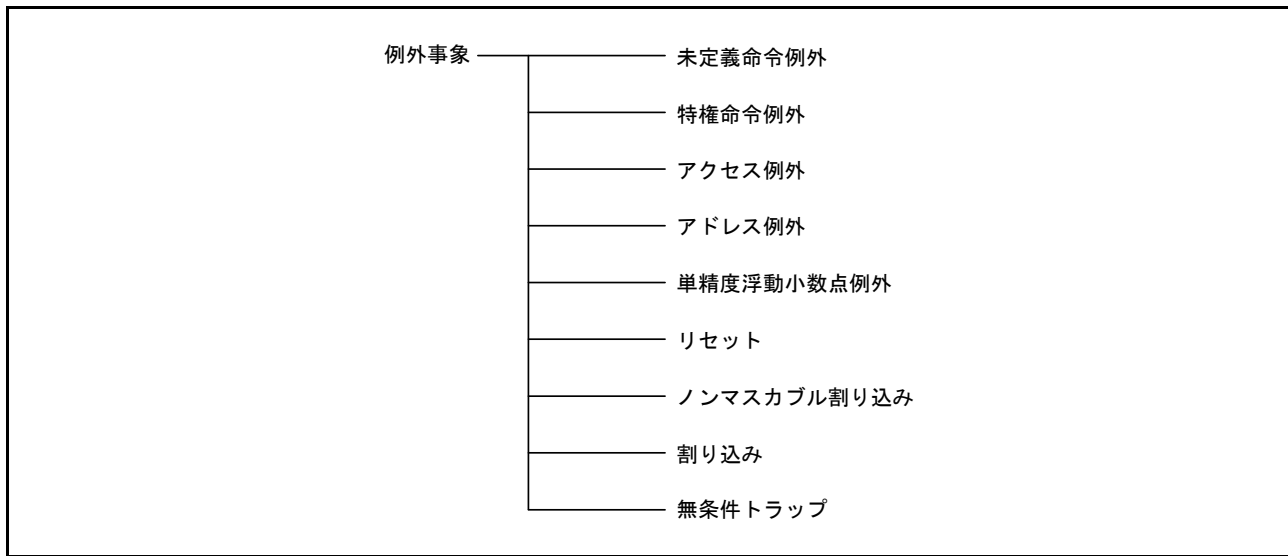 例外事象
未定義命令例外
特権命令例外
アクセス例外
アドレス例外
単精度浮動小数点例外
リセット
ノンマスカブル割り込み
割り込み
無条件トラップ